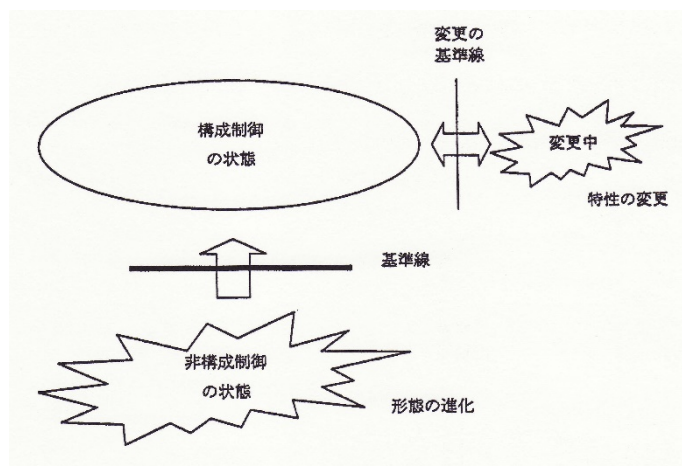 変更の
基準線
構成制御
の状態
変更中
特性の変更
基準線
非構成制御
の状態
形態の進化